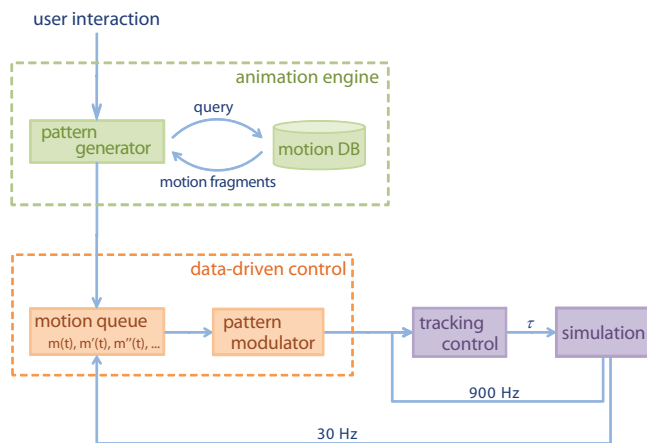 user interaction
animation engine
query
pattern
generator
motion DB
motion fragments
data-driven control
motion queue
m(t), m'(t), m''(t), ...
pattern
modulator
tracking
control
τ
simulation
900 Hz
30 Hz